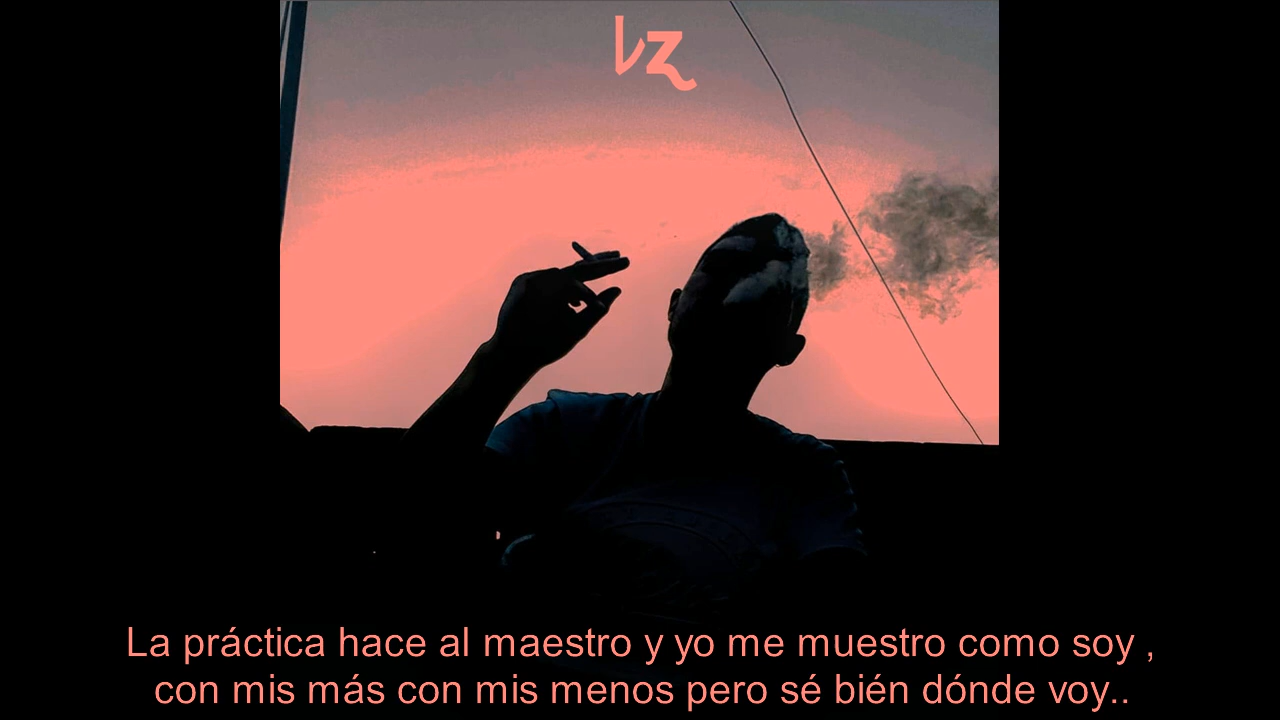 Lz
La práctica hace al maestro y yo me muestro como soy ,
con mis más con mis menos pero sé bién dónde voy..